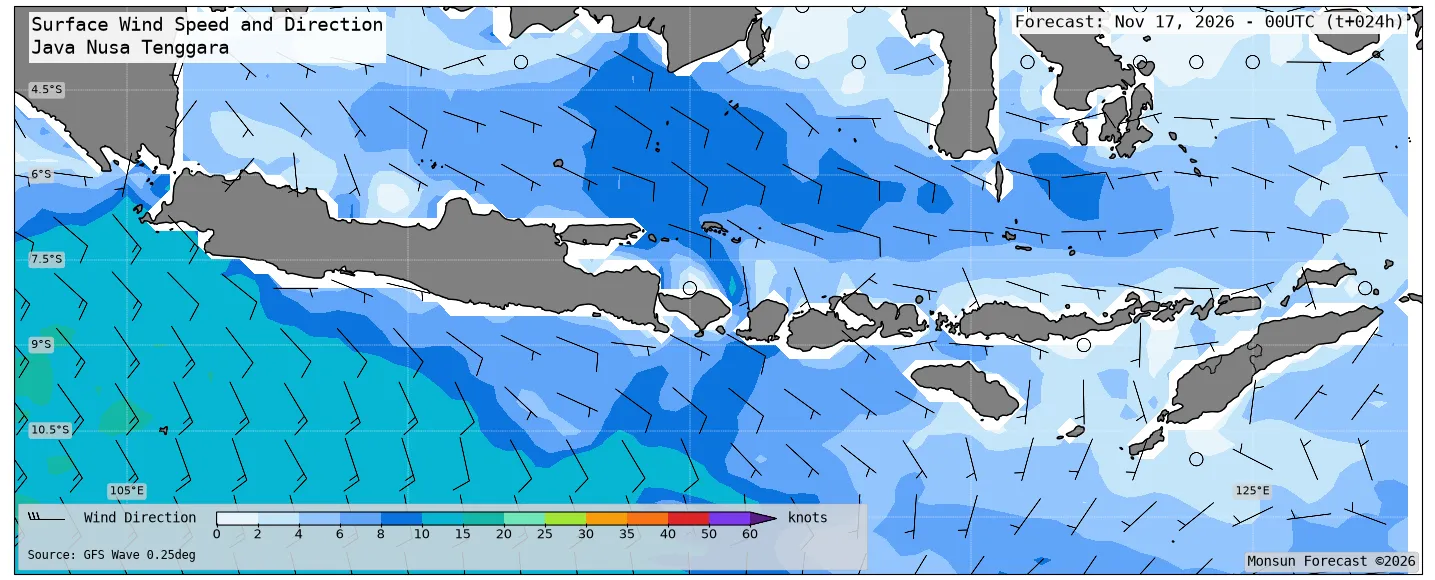 Surface Wind Speed and Direction
Java Nusa Tenggara
Forecast: Nov 17, 2026 - 00UTC (t+024h)
4.5°S
6°S
7.5°S
9°S
10.5°S
105°E
125°E
Wind Direction
0 2 4 6 8 10 15 20 25 30 35 40 50 60
knots
Source: GFS Wave 0.25deg
Monsun Forecast ©2026